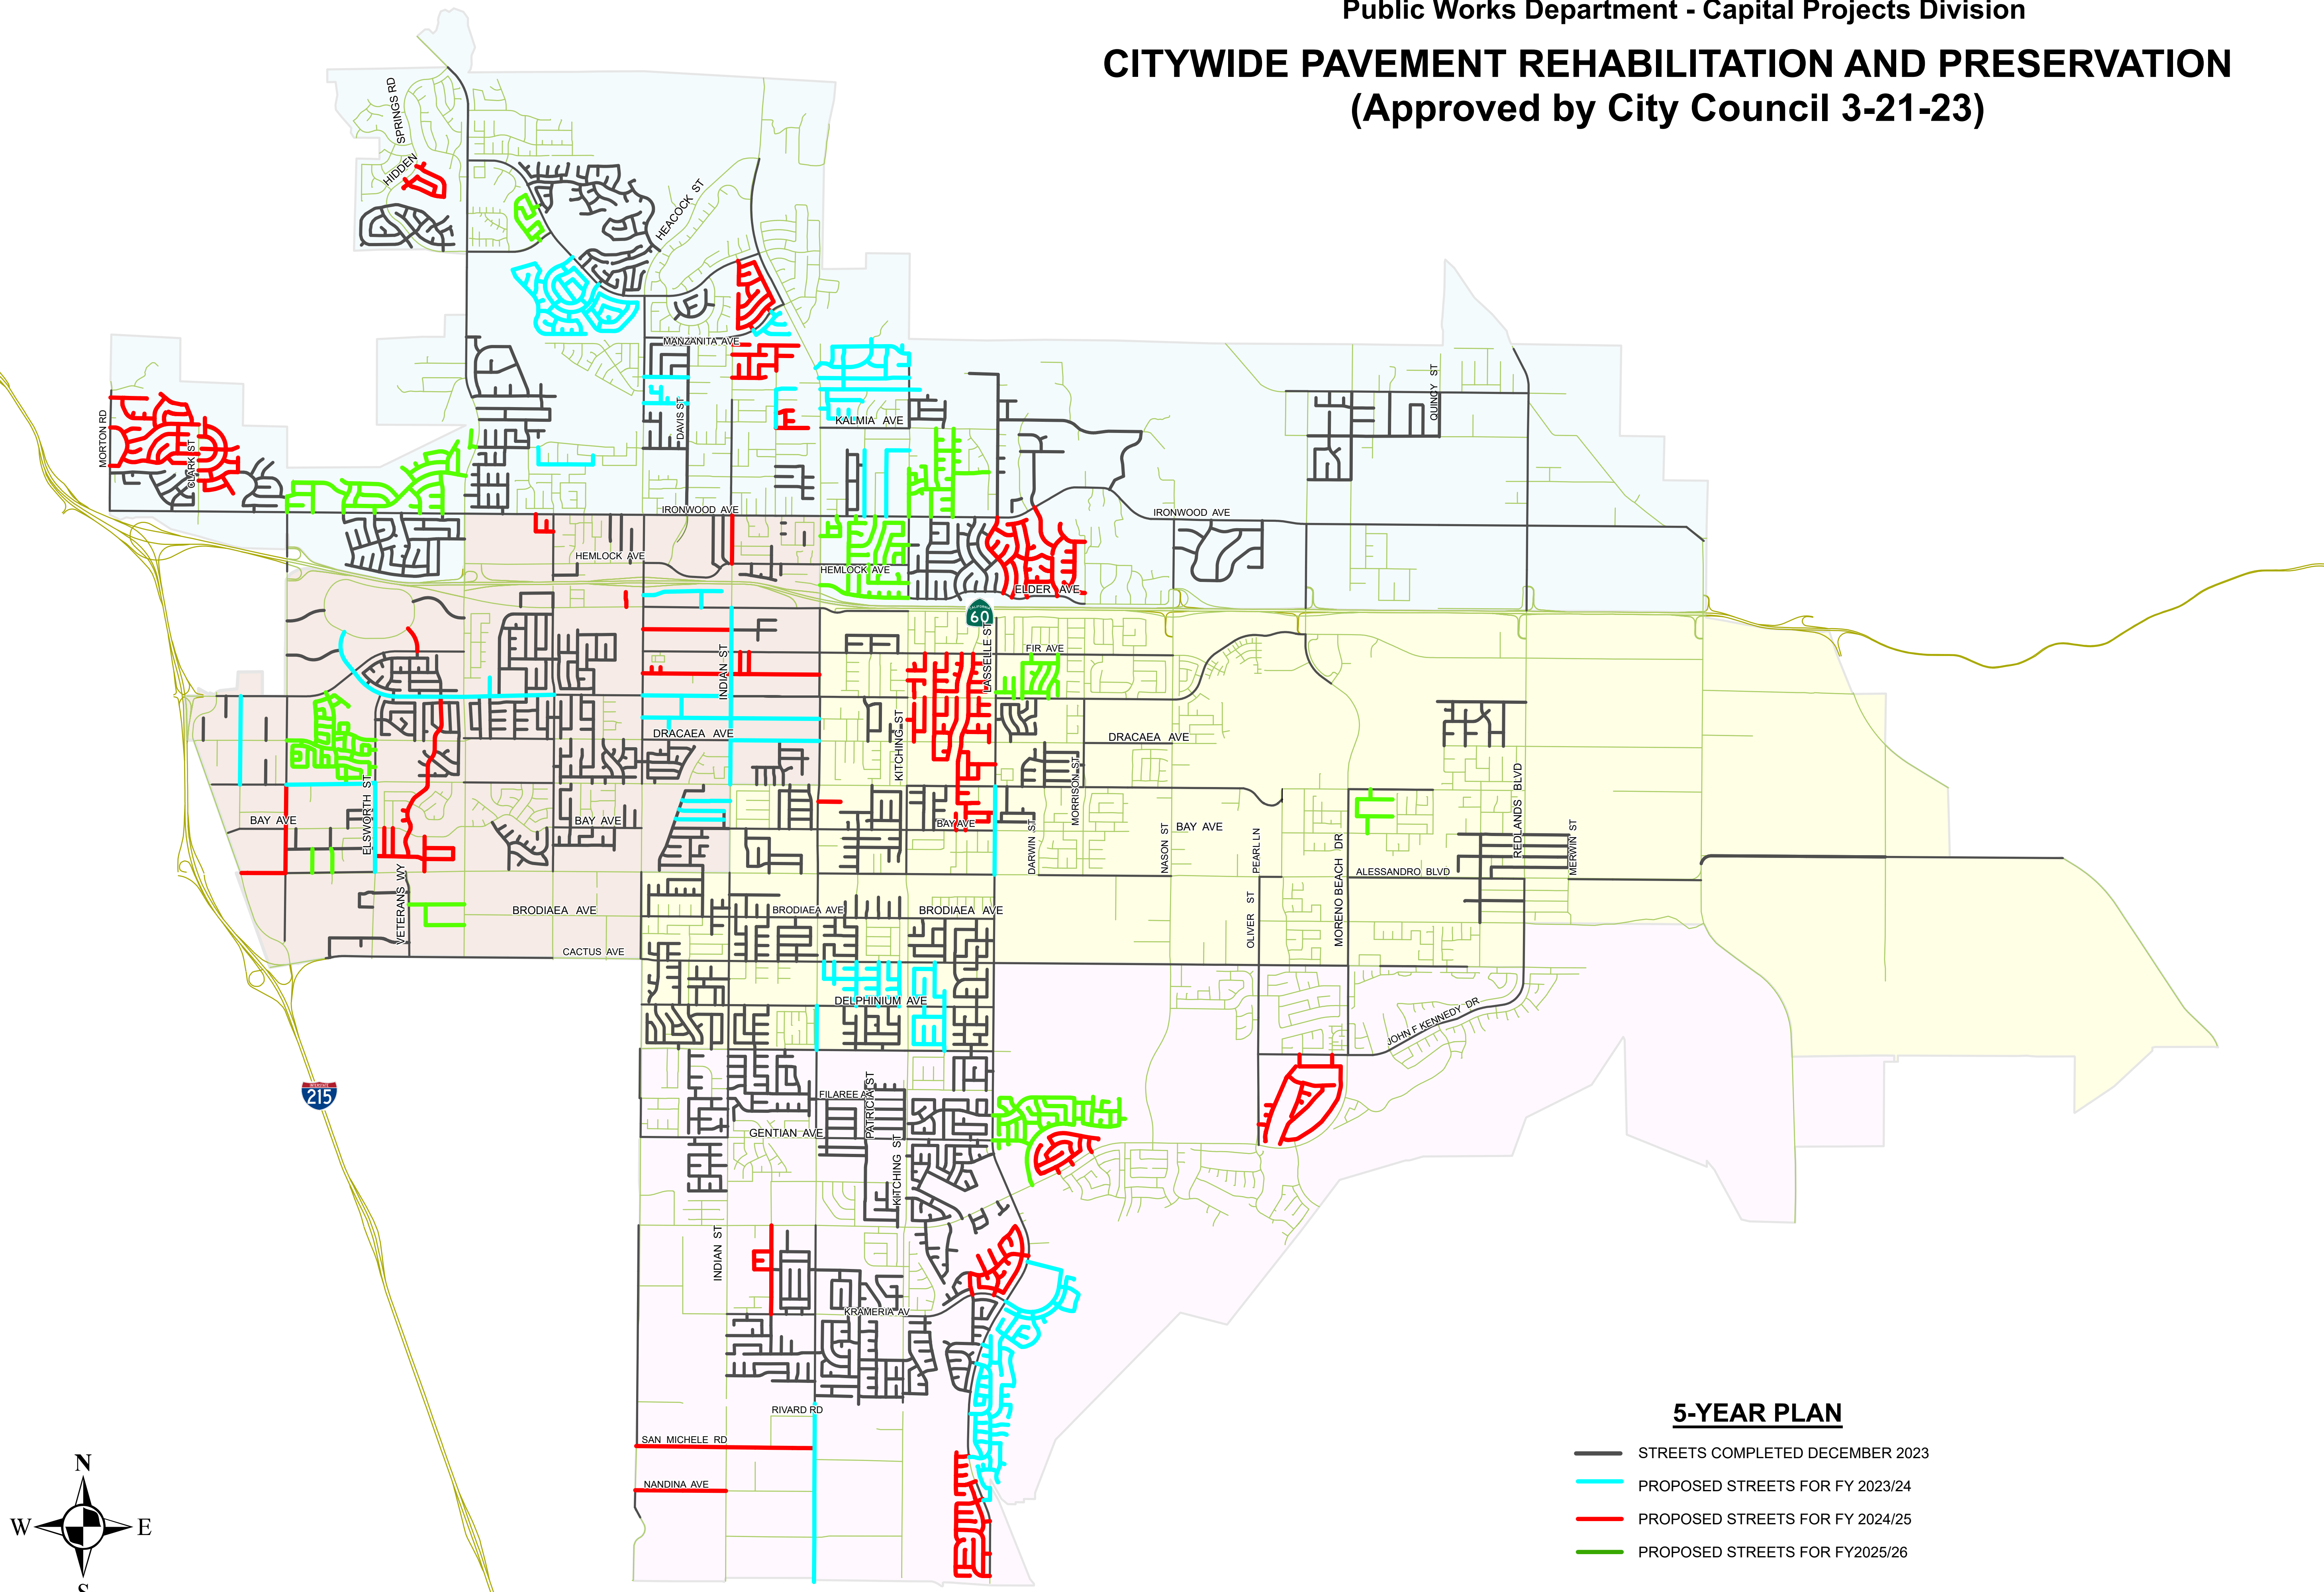 Public Works Department - Capital Projects Division
CITYWIDE PAVEMENT REHABILITATION AND PRESERVATION
(Approved by City Council 3-21-23)
SPRINGS RD
HIDDEN
HEACOCK ST
MANZANITA AVE
DAVIS ST
KALMIA AVE
QUINCY ST
MORTON RD
CLARK ST
IRONWOOD AVE
IRONWOOD AVE
HEMLOCK AVE
HEMLOCK AVE
ELDER AVE
CALIFORNIA
60
LASSELLE ST
FIR AVE
INDIAN ST
DRACAEA AVE
DRACAEA AVE
KITCHING ST
ELSWORTH ST
MORRISON ST
REDLANDS BLVD
BAY AVE
BAY AVE
BAY AVE
BAY AVE
DARWIN ST
NASON ST
PEARL LN
MERWIN ST
ALESSANDRO BLVD
VETERANS WY
BRODIAEA AVE
BRODIAEA AVE
BRODIAEA AVE
OLIVER ST
MORENO BEACH DR
CACTUS AVE
DELPHINIUM AVE
JOHN F KENNEDY DR
INTERSTATE
215
FILAREE A
PATRICIA ST
GENTIAN AVE
KITCHING ST
INDIAN ST
KRAMERIA AV
RIVARD RD
SAN MICHELE RD
NANDINA AVE
5-YEAR PLAN
STREETS COMPLETED DECEMBER 2023
PROPOSED STREETS FOR FY 2023/24
PROPOSED STREETS FOR FY 2024/25
PROPOSED STREETS FOR FY2025/26
N
W E
S